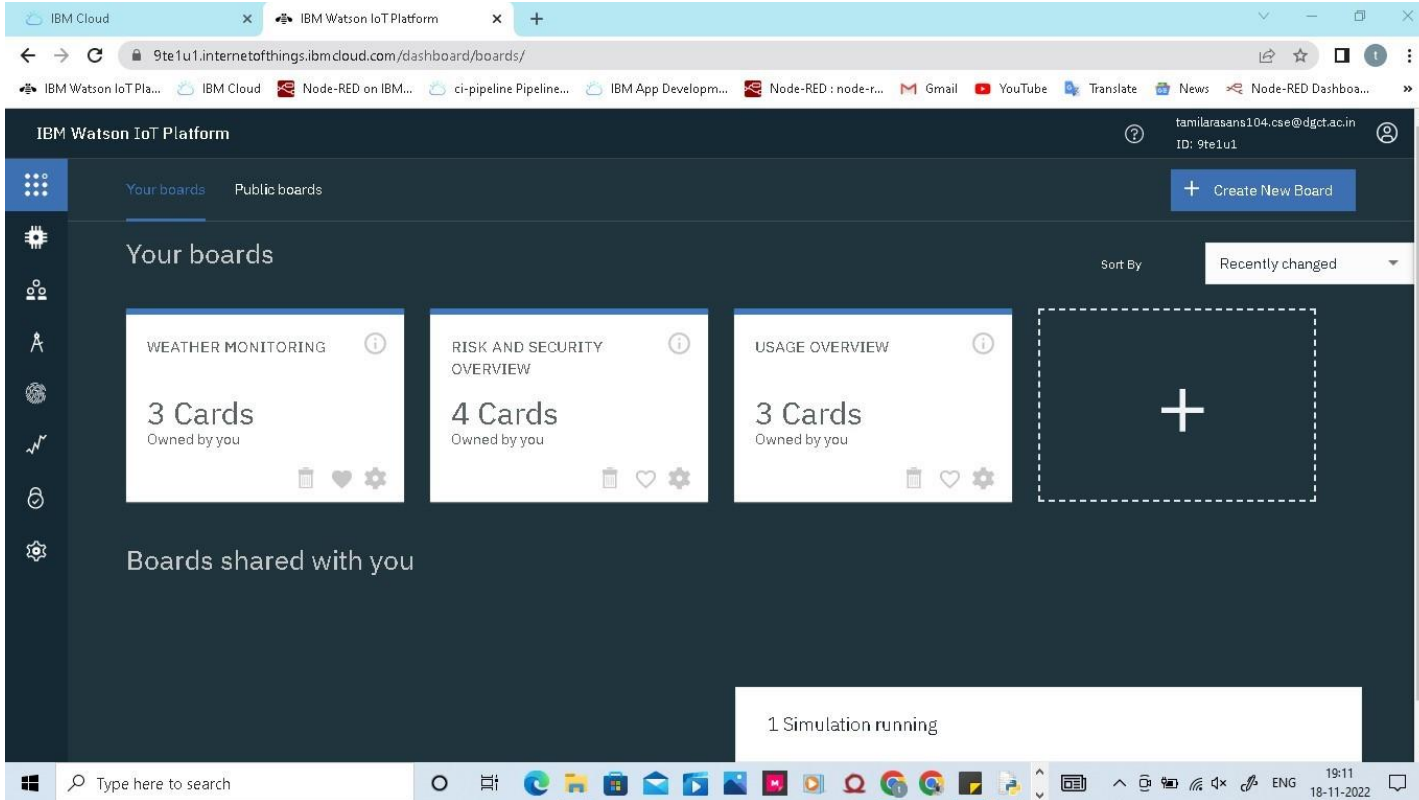 IBM Cloud
IBM Watson IoT Platform
9te1u1.internetofthings.ibmcloud.com/dashboard/boards/
IBM Watson IoT Pla... IBM Cloud Node-RED on IBM... ci-pipeline Pipeline... IBM App Developm... Node-RED : node-r... Gmail YouTube Translate News Node-RED Dashboa... »
IBM Watson IoT Platform
tamilarasans104.cse@dgct.ac.in
ID: 9te1u1
Your boards Public boards
Create New Board
Your boards
Sort By Recently changed
WEATHER MONITORING
3 Cards
Owned by you
RISK AND SECURITY
OVERVIEW
4 Cards
Owned by you
USAGE OVERVIEW
3 Cards
Owned by you
Boards shared with you
1 Simulation running
Type here to search
ENG
19:11
18-11-2022